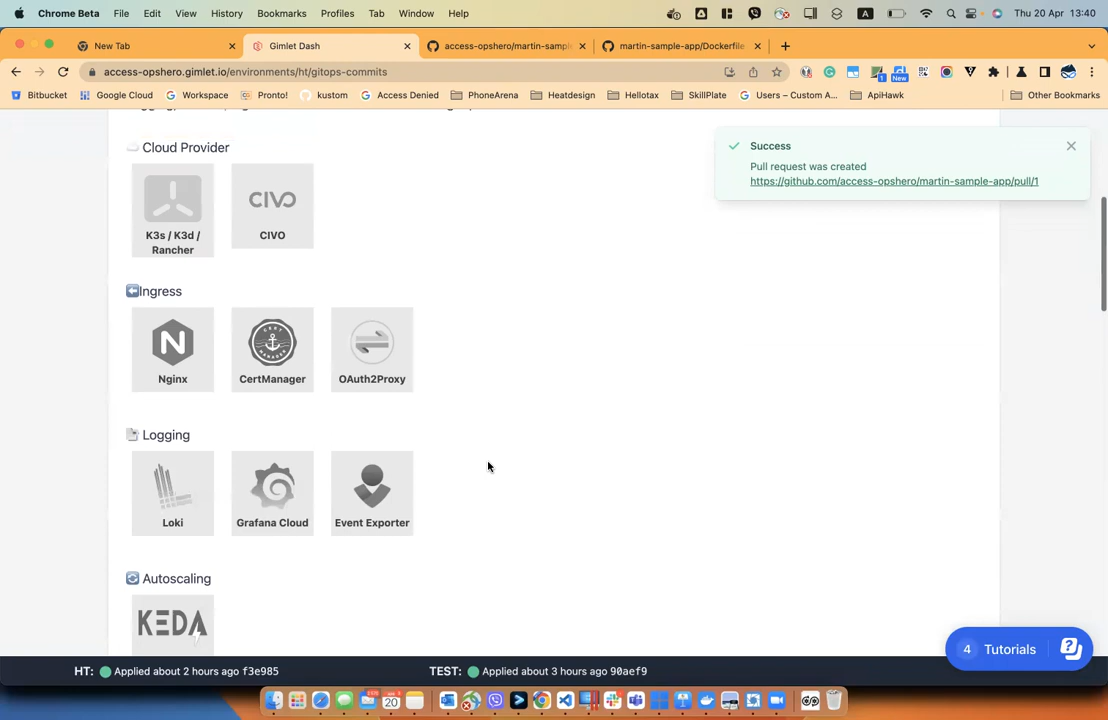 Chrome Beta File Edit View History Bookmarks Profiles Tab Window Help A Thu 20 Apr 13:40
New Tab Gimlet Dash access-opshero/martin-sampl martin-sample-app/Dockerfile
access-opshero.gimlet.io/environments/ht/gitops-commits
Bitbucket Google Cloud Workspace Pronto! kustom Access Denied PhoneArena Heatdesign Hellotax SkillPlate Users – Custom A... ApiHawk Other Bookmarks
Success
Pull request was created
https://github.com/access-opshero/martin-sample-app/pull/1
Cloud Provider
K3s / K3d /
Rancher
CIVO
CIVO
Ingress
N
Nginx
CertManager
OAuth2Proxy
Logging
Loki
Grafana Cloud
Event Exporter
Autoscaling
KEDA
4 Tutorials
HT: Applied about 2 hours ago f3e985 TEST: Applied about 3 hours ago 90aef9